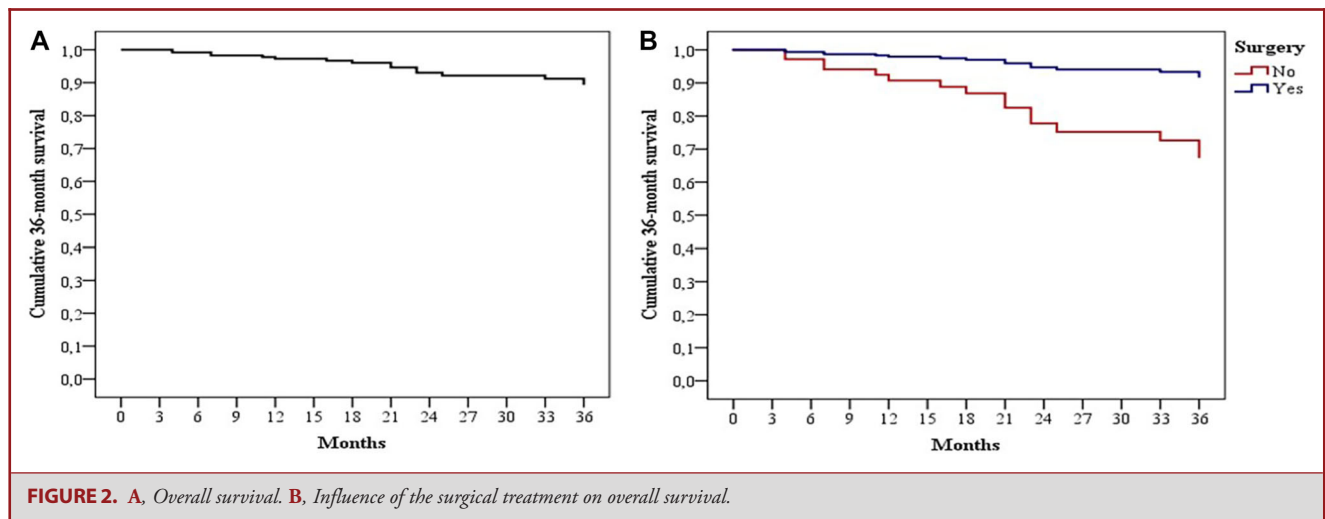 A
Cumulative 36-month survival
1,0
0,9
0,8
0,7
0,6
0,5
0,4
0,3
0,2
0,1
0,0
0 3 6 9 12 15 18 21 24 27 30 33 36
Months
B
Cumulative 36-month survival
1,0
0,9
0,8
0,7
0,6
0,5
0,4
0,3
0,2
0,1
0,0
0 3 6 9 12 15 18 21 24 27 30 33 36
Months
Surgery
No
Yes
FIGURE 2. A, Overall survival. B, Influence of the surgical treatment on overall survival.